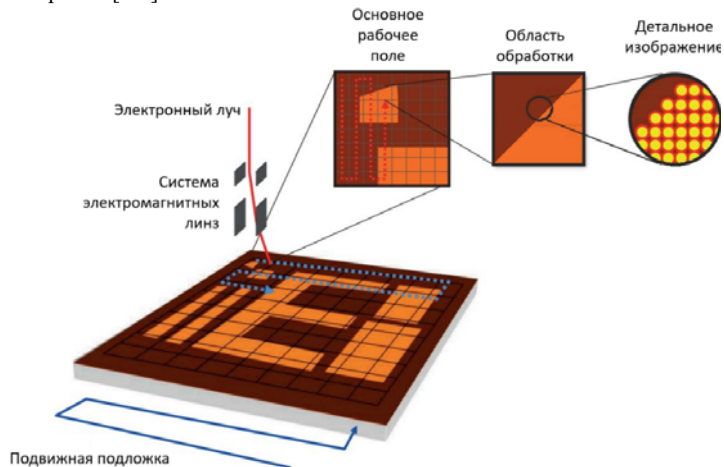 Основное
рабочее
поле
Область
обработки
Детальное
изображение
Электронный луч
Система
электромагнитных
линз
Подвижная подложка